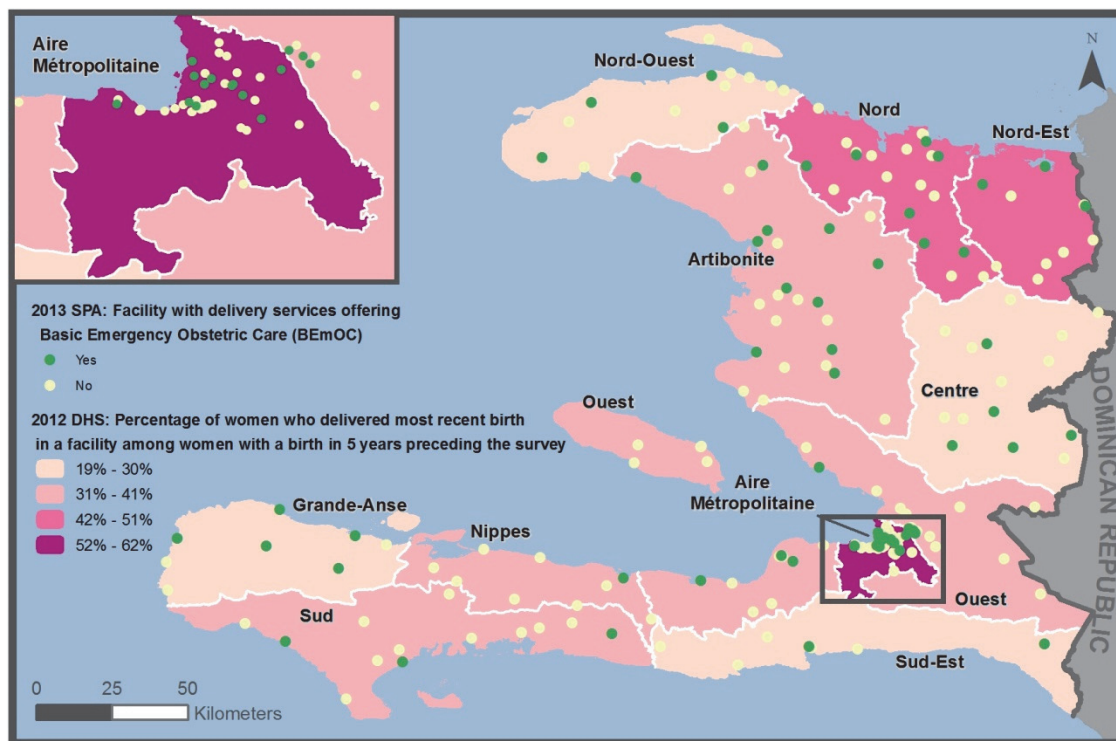 Aire
Métropolitaine
N
Nord-Ouest
Nord
Nord-Est
Artibonite
2013 SPA: Facility with delivery services offering
Basic Emergency Obstetric Care (BEmOC)
Yes
No
Centre
DOMINICAN REPUBLIC
Ouest
2012 DHS: Percentage of women who delivered most recent birth
in a facility among women with a birth in 5 years preceding the survey
19% - 30%
31% - 41%
42% - 51%
52% - 62%
Aire
Métropolitaine
Grande-Anse
Nippes
Ouest
Sud
Sud-Est
0 25 50
Kilometers